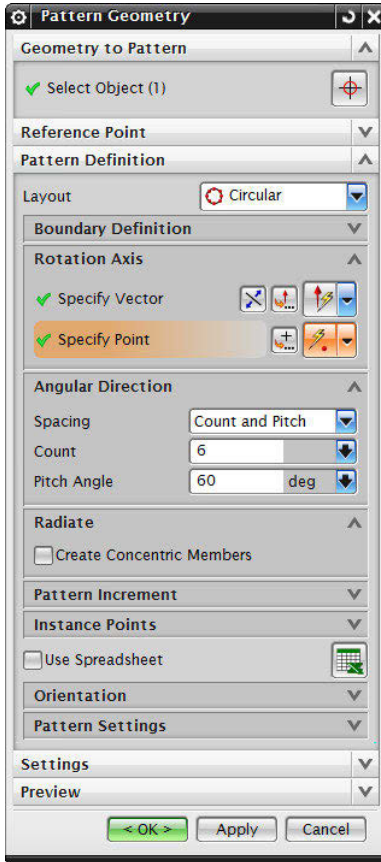 Pattern Geometry
Geometry to Pattern
Select Object (1)
Reference Point
Pattern Definition
Layout Circular
Boundary Definition
Rotation Axis
Specify Vector
Specify Point
Angular Direction
Spacing Count and Pitch
Count 6
Pitch Angle 60 deg
Radiate
Create Concentric Members
Pattern Increment
Instance Points
Use Spreadsheet
Orientation
Pattern Settings
Settings
Preview
< OK > Apply Cancel